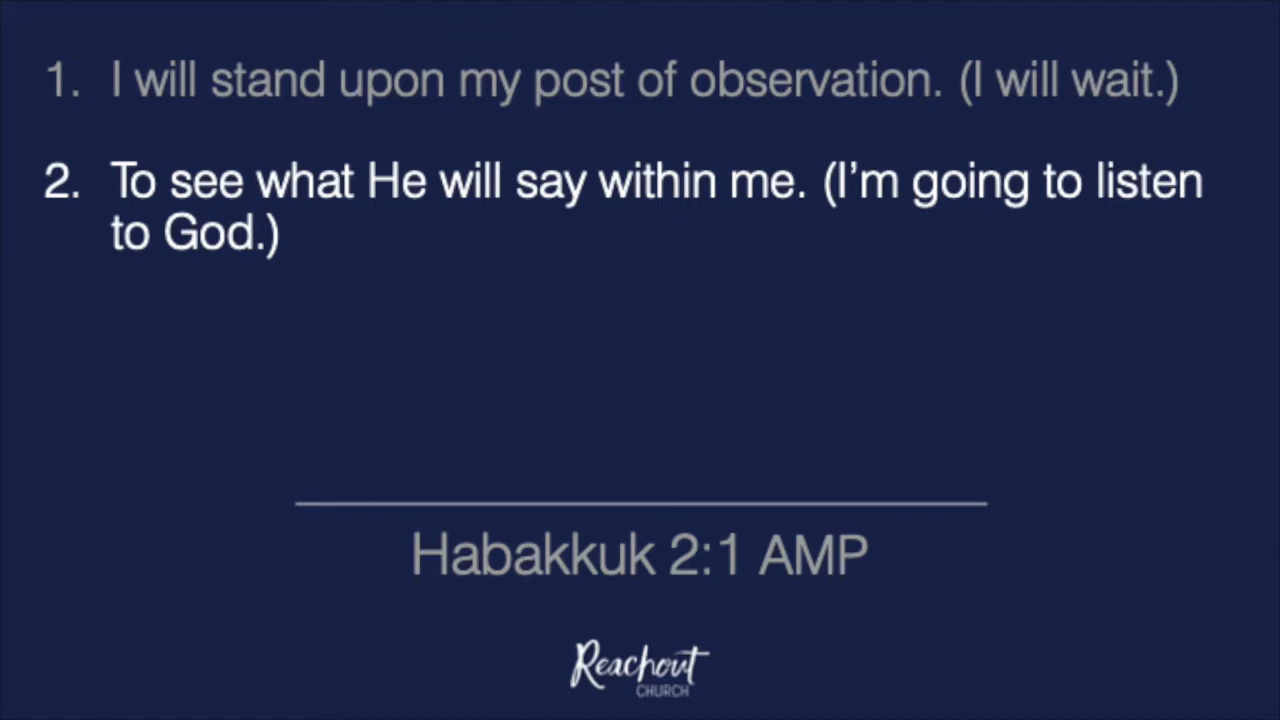 1. I will stand upon my post of observation. (I will wait.)
2. To see what He will say within me. (I'm going to listen
to God.)
Habakkuk 2:1 AMP
Reachout
CHURCH